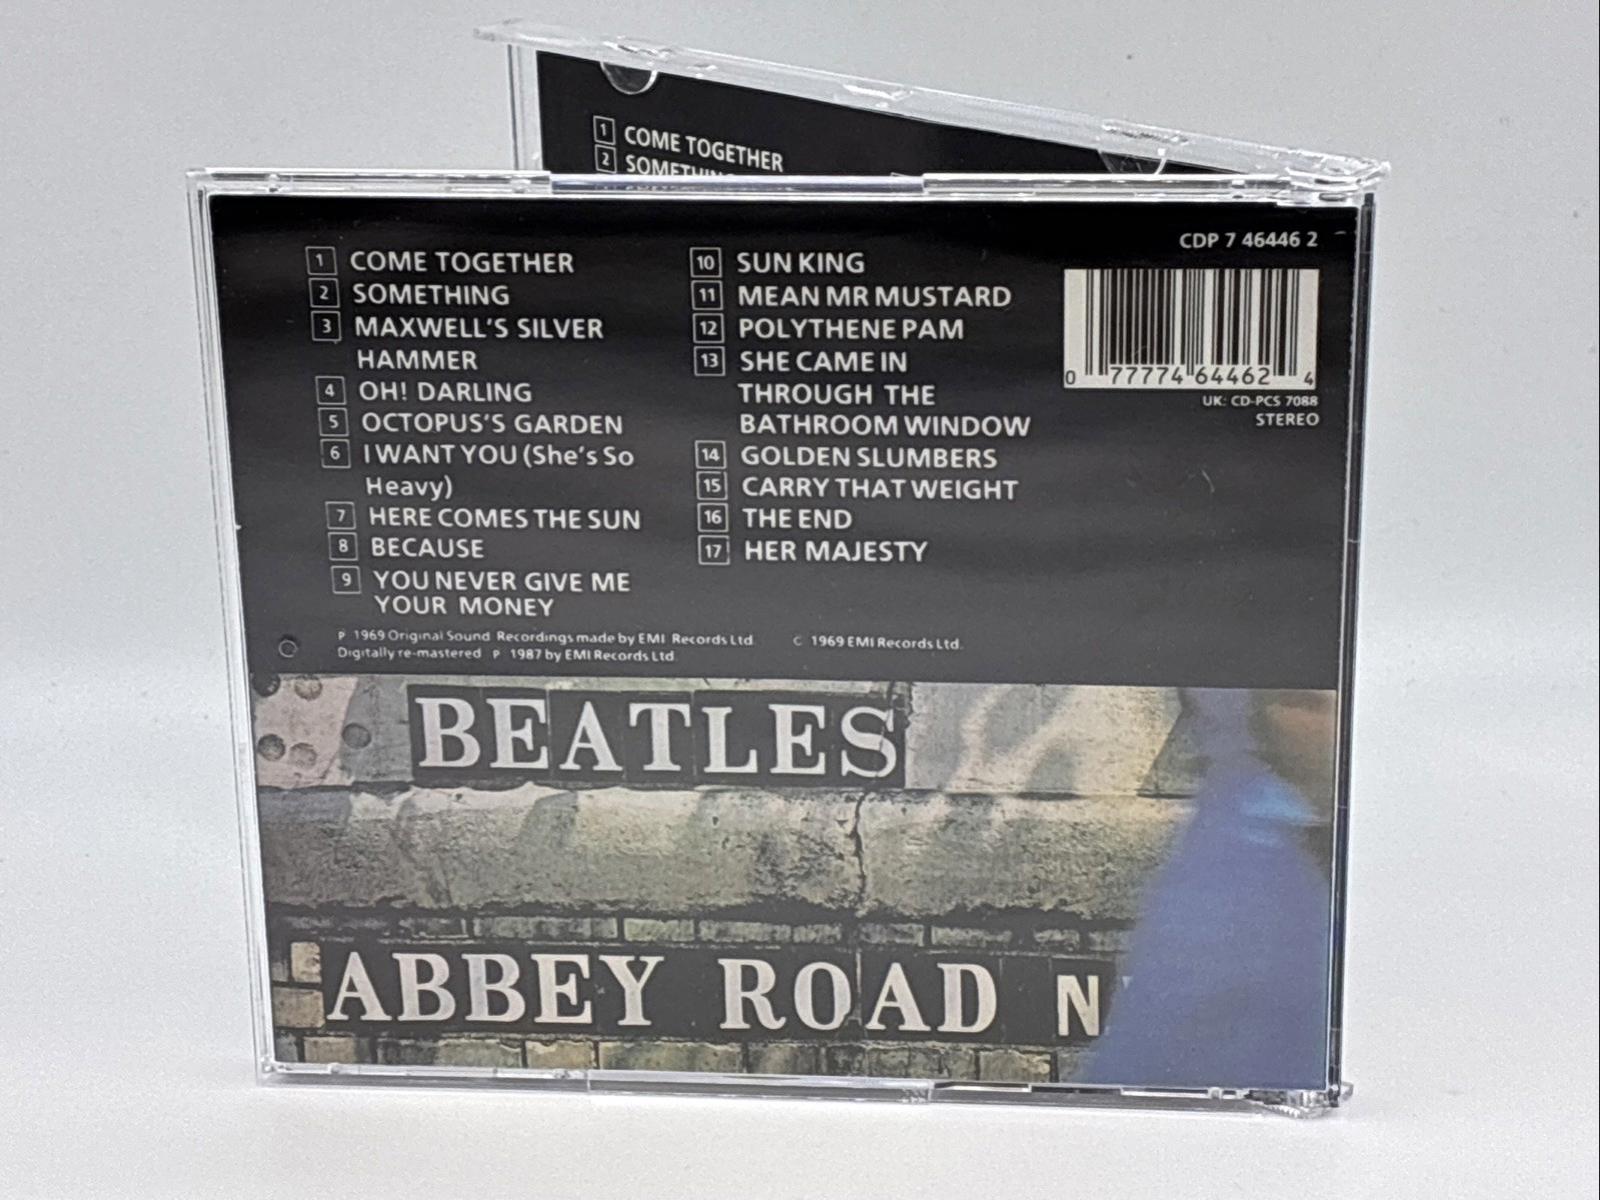 1 COME TOGETHER
2 SOMETHING
1 COME TOGETHER
2 SOMETHING
3 MAXWELL'S SILVER
HAMMER
4 OH! DARLING
5 OCTOPUS'S GARDEN
6 I WANT YOU (She's So
Heavy)
7 HERE COMES THE SUN
8 BECAUSE
9 YOU NEVER GIVE ME
YOUR MONEY
10 SUN KING
11 MEAN MR MUSTARD
12 POLYTHENE PAM
13 SHE CAME IN
THROUGH THE
BATHROOM WINDOW
14 GOLDEN SLUMBERS
15 CARRY THAT WEIGHT
16 THE END
17 HER MAJESTY
CDP 7 46446 2
0 77774 64462 4
UK: CD-PCS 7088
STEREO
P 1969 Original Sound Recordings made by EMI Records Ltd. C 1969 EMI Records Ltd.
Digitally re-mastered P 1987 by EMI Records Ltd.
BEATLES
ABBEY ROAD N